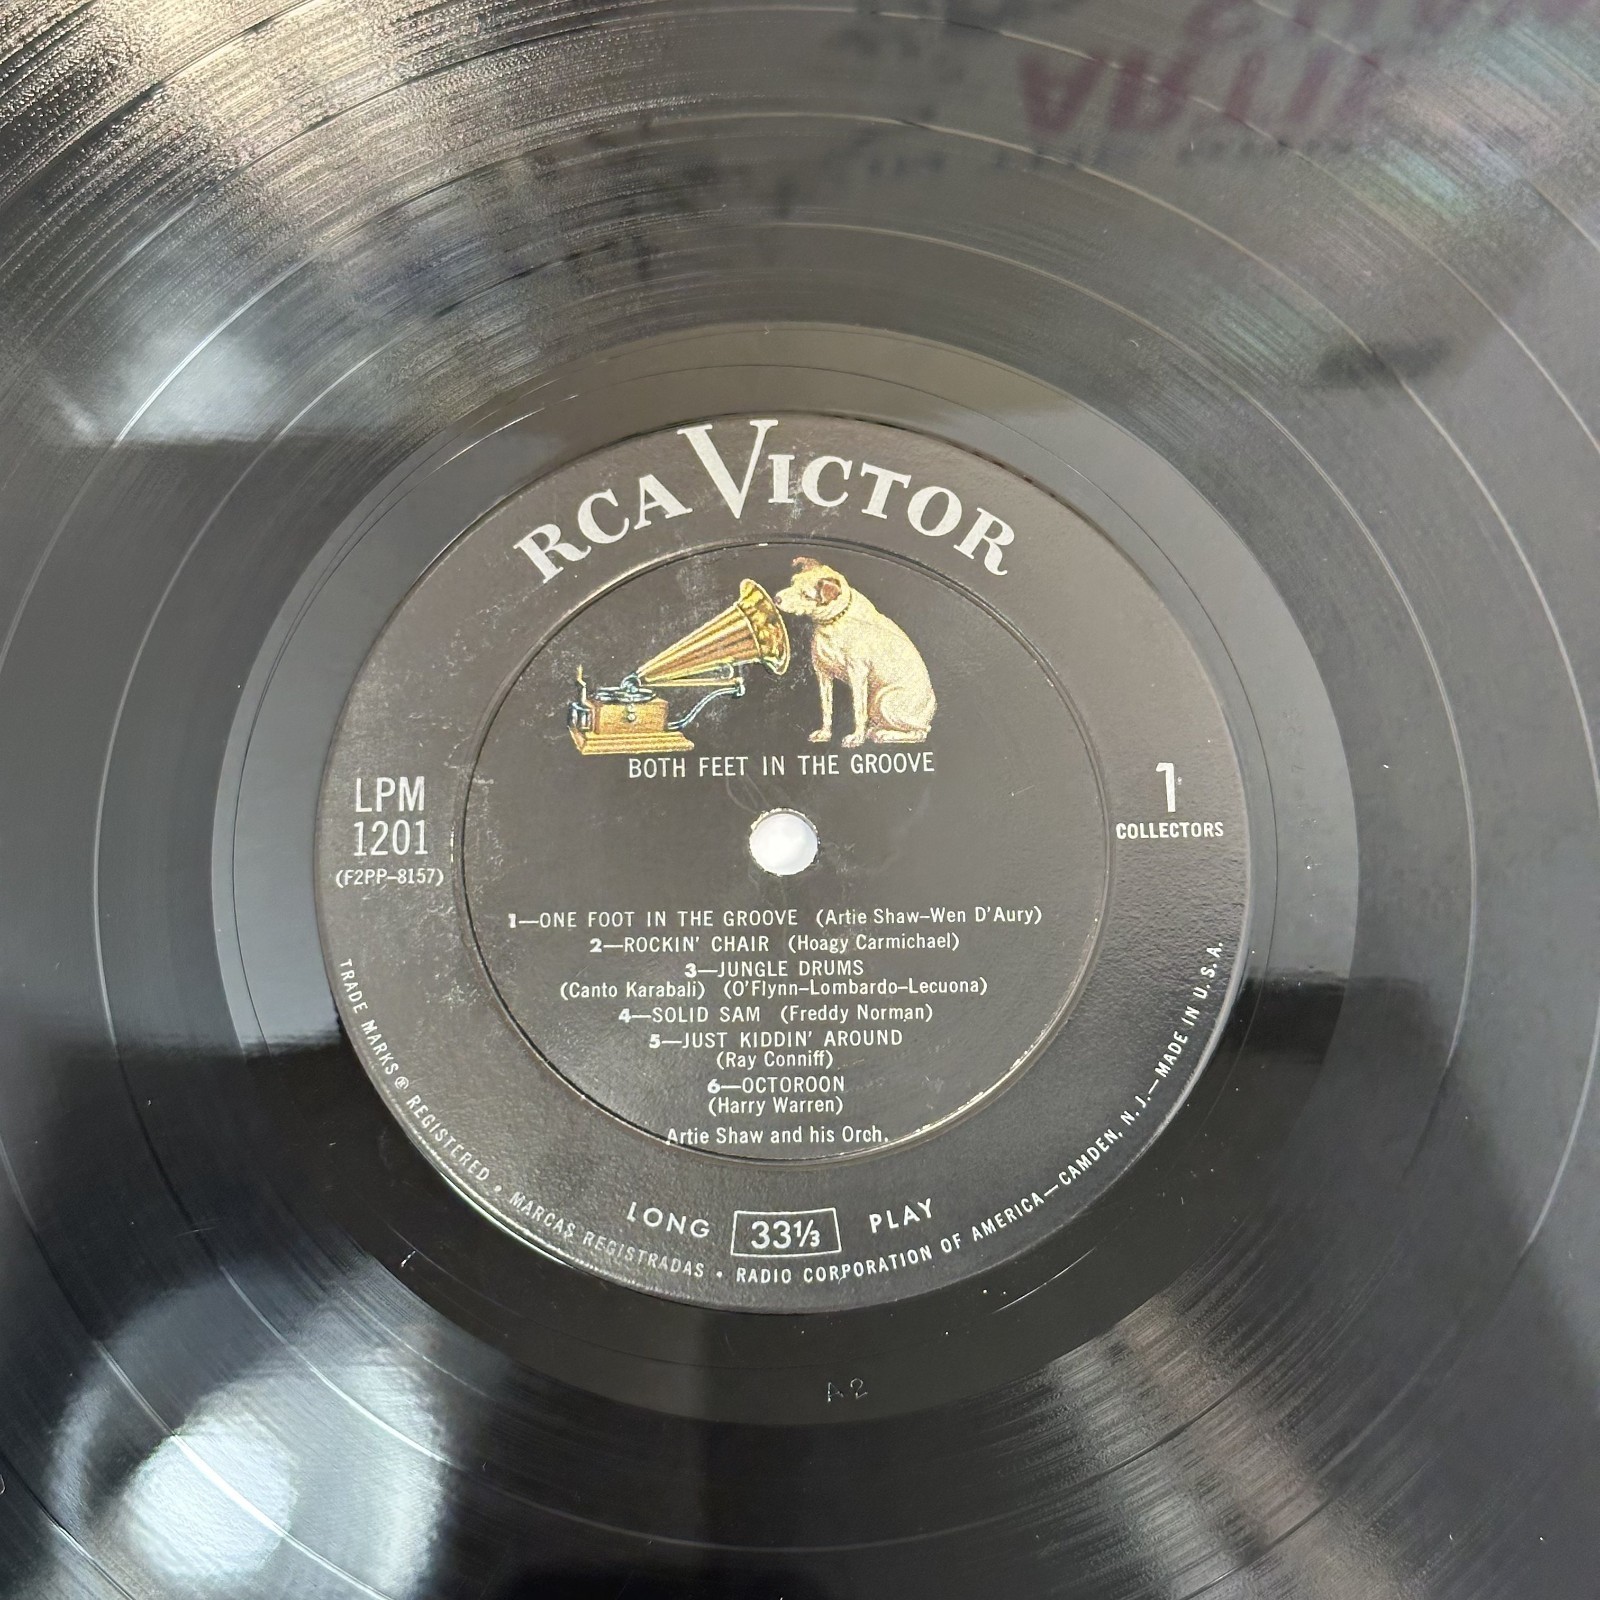 RCA VICTOR
BOTH FEET IN THE GROOVE
LPM
1201
(F2PP-8157)
1
COLLECTORS
1—ONE FOOT IN THE GROOVE (Artie Shaw-Wen D'Aury)
2—ROCKIN' CHAIR (Hoagy Carmichael)
3—JUNGLE DRUMS
(Canto Karabali) (O'Flynn-Lombardo-Lecuona)
4—SOLID SAM (Freddy Norman)
5—JUST KIDDIN' AROUND
(Ray Conniff)
6—OCTOROON
(Harry Warren)
Artie Shaw and his Orch.
LONG 33⅓ PLAY
TRADE MARKS ® REGISTERED • MARCAS REGISTRADAS • RADIO CORPORATION OF AMERICA—CAMDEN, N. J.—MADE IN U. S. A.
A2